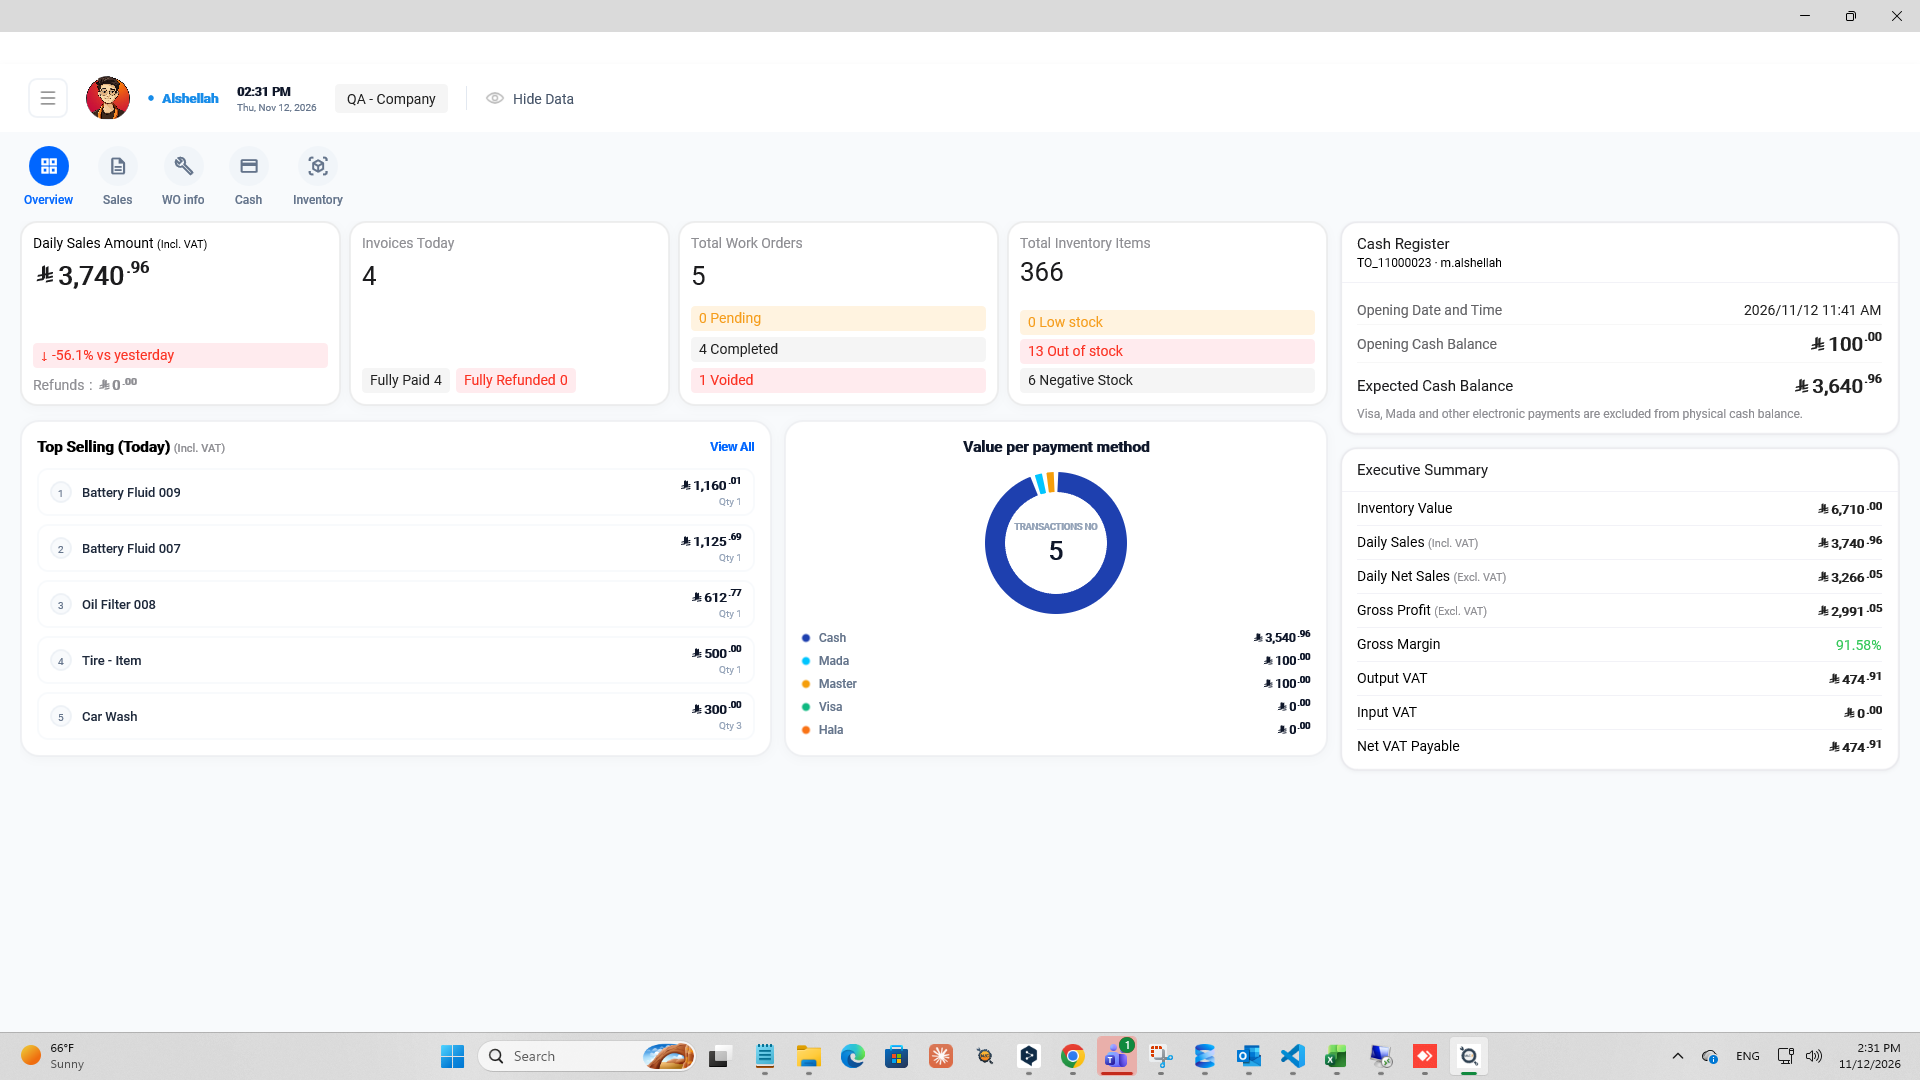 Alshellah
02:31 PM
Thu, Nov 12, 2026
QA - Company
Hide Data
Overview
Sales
WO info
Cash
Inventory
Daily Sales Amount (Incl. VAT)
⃁ 3,740.96
↓ -56.1% vs yesterday
Refunds : ⃁ 0.00
Invoices Today
4
Fully Paid 4
Fully Refunded 0
Total Work Orders
5
0 Pending
4 Completed
1 Voided
Total Inventory Items
366
0 Low stock
13 Out of stock
6 Negative Stock
Cash Register
TO_11000023 · m.alshellah
Opening Date and Time 2026/11/12 11:41 AM
Opening Cash Balance ⃁ 100.00
Expected Cash Balance ⃁ 3,640.96
Visa, Mada and other electronic payments are excluded from physical cash balance.
Top Selling (Today) (Incl. VAT)
View All
1 Battery Fluid 009 ⃁ 1,160.01
Qty 1
2 Battery Fluid 007 ⃁ 1,125.69
Qty 1
3 Oil Filter 008 ⃁ 612.77
Qty 1
4 Tire - Item ⃁ 500.00
Qty 1
5 Car Wash ⃁ 300.00
Qty 3
Value per payment method
TRANSACTIONS NO
5
Cash ⃁ 3,540.96
Mada ⃁ 100.00
Master ⃁ 100.00
Visa ⃁ 0.00
Hala ⃁ 0.00
Executive Summary
Inventory Value ⃁ 6,710.00
Daily Sales (Incl. VAT) ⃁ 3,740.96
Daily Net Sales (Excl. VAT) ⃁ 3,266.05
Gross Profit (Excl. VAT) ⃁ 2,991.05
Gross Margin 91.58%
Output VAT ⃁ 474.91
Input VAT ⃁ 0.00
Net VAT Payable ⃁ 474.91
66°F
Sunny
Search
1
ENG
2:31 PM
11/12/2026